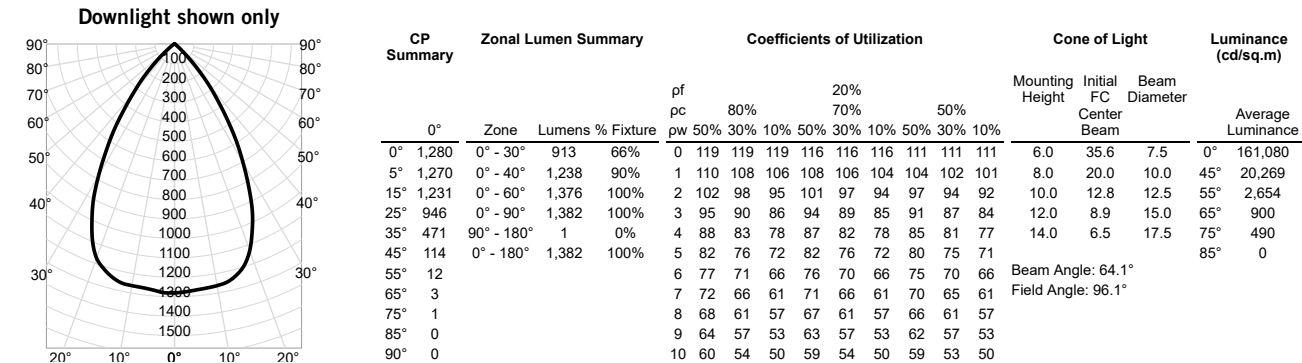 Downlight shown only
90° 90°
80° 80°
70° 70°
60° 60°
50° 50°
40° 40°
30° 30°
20° 10° 0° 10° 20°
100
200
300
400
500
600
700
800
900
1000
1100
1200
1300
1400
1500
CP Summary
0°
0° 1,280
5° 1,270
15° 1,231
25° 946
35° 471
45° 114
55° 12
65° 3
75° 1
85° 0
90° 0
Zonal Lumen Summary
Zone Lumens % Fixture
0° - 30° 913 66%
0° - 40° 1,238 90%
0° - 60° 1,376 100%
0° - 90° 1,382 100%
90° - 180° 1 0%
0° - 180° 1,382 100%
Coefficients of Utilization
ρf 20%
ρc 80% 70% 50%
ρw 50% 30% 10% 50% 30% 10% 50% 30% 10%
0 119 119 119 116 116 116 111 111 111
1 110 108 106 108 106 104 104 102 101
2 102 98 95 101 97 94 97 94 92
3 95 90 86 94 89 85 91 87 84
4 88 83 78 87 82 78 85 81 77
5 82 76 72 82 76 72 80 75 71
6 77 71 66 76 70 66 75 70 66
7 72 66 61 71 66 61 70 65 61
8 68 61 57 67 61 57 66 61 57
9 64 57 53 63 57 53 62 57 53
10 60 54 50 59 54 50 59 53 50
Cone of Light
Mounting Height Initial FC Center Beam Beam Diameter
6.0 35.6 7.5
8.0 20.0 10.0
10.0 12.8 12.5
12.0 8.9 15.0
14.0 6.5 17.5
Beam Angle: 64.1°
Field Angle: 96.1°
Luminance
(cd/sq.m)
Average
Luminance
0° 161,080
45° 20,269
55° 2,654
65° 900
75° 490
85° 0